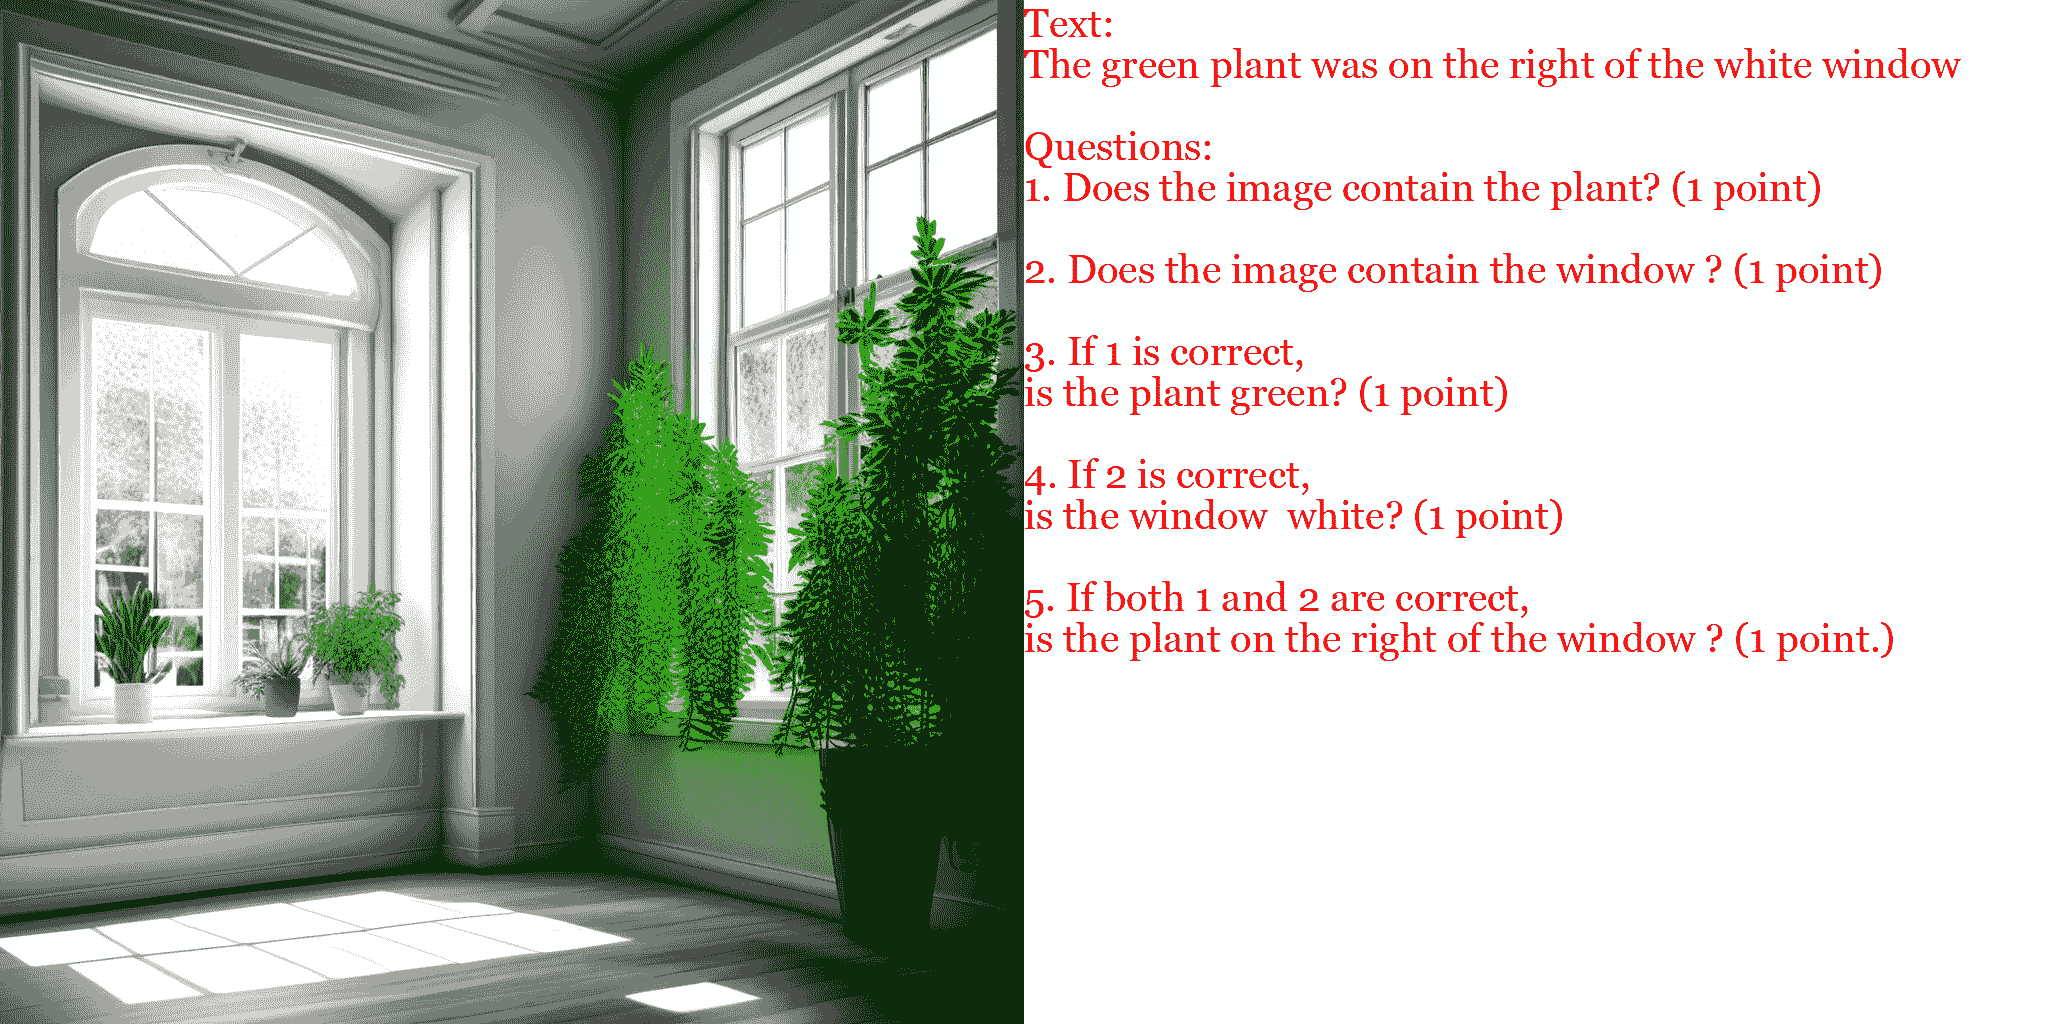 Text:
The green plant was on the right of the white window
Questions:
1. Does the image contain the plant? (1 point)
2. Does the image contain the window ? (1 point)
3. If 1 is correct,
is the plant green? (1 point)
4. If 2 is correct,
is the window  white? (1 point)
5. If both 1 and 2 are correct,
is the plant on the right of the window ? (1 point.)